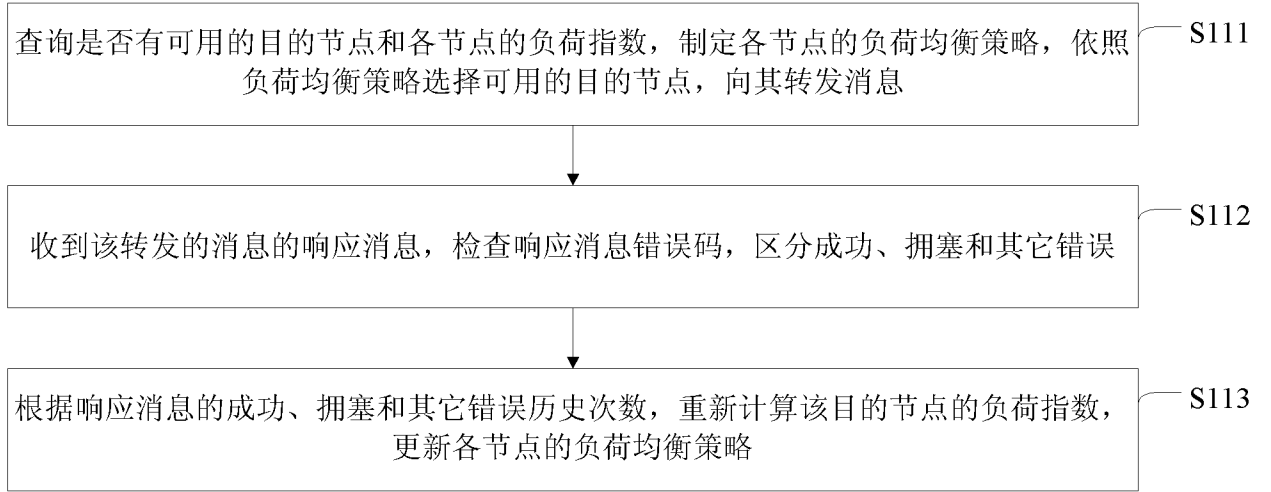 查询是否有可用的目的节点和各节点的负荷指数，制定各节点的负荷均衡策略，依照
负荷均衡策略选择可用的目的节点，向其转发消息
S111
收到该转发的消息的响应消息，检查响应消息错误码，区分成功、拥塞和其它错误
S112
根据响应消息的成功、拥塞和其它错误历史次数，重新计算该目的节点的负荷指数，
更新各节点的负荷均衡策略
S113